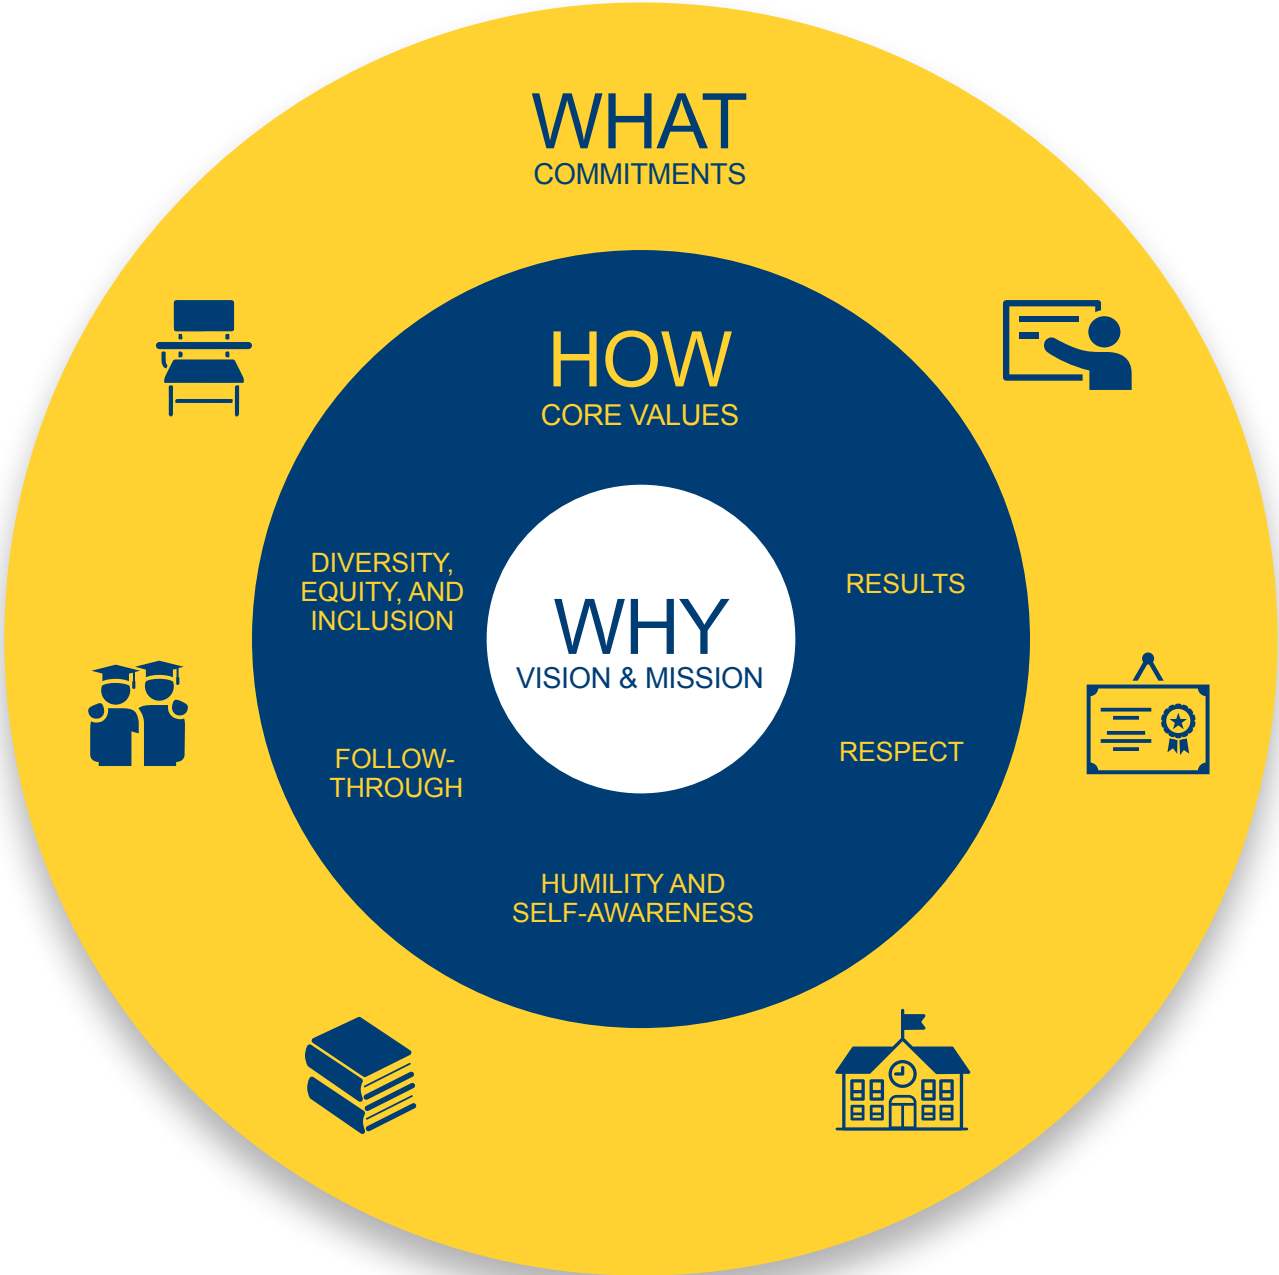 WHAT
COMMITMENTS
HOW
CORE VALUES
DIVERSITY,
EQUITY, AND
INCLUSION
RESULTS
WHY
VISION & MISSION
FOLLOW-
THROUGH
RESPECT
HUMILITY AND
SELF-AWARENESS